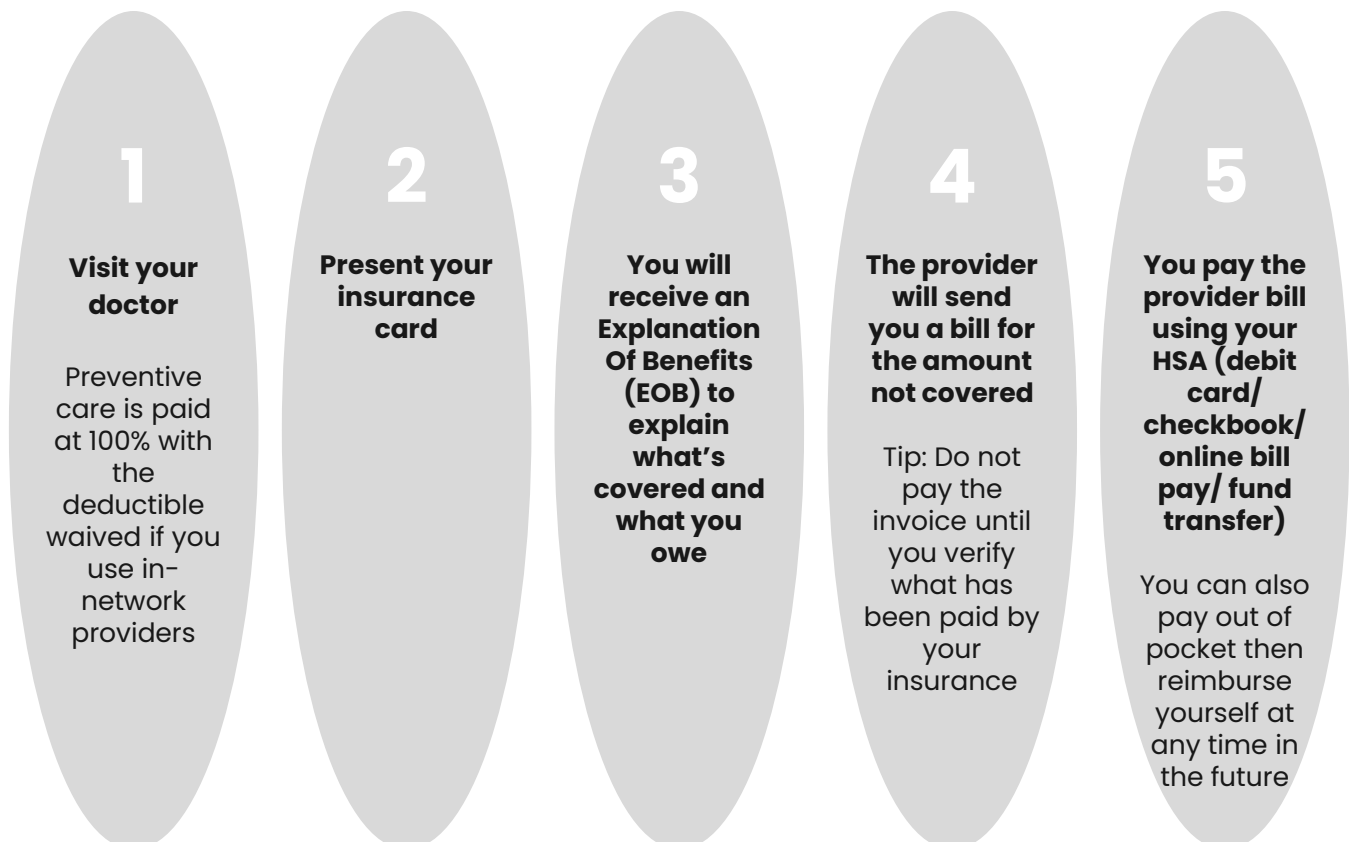 1
Visit your
doctor
Preventive
care is paid
at 100% with
the
deductible
waived if you
use in-
network
providers
2
Present your
insurance
card
3
You will
receive an
Explanation
Of Benefits
(EOB) to
explain
what's
covered and
what you
owe
4
The provider
will send
you a bill for
the amount
not covered
Tip: Do not
pay the
invoice until
you verify
what has
been paid by
your
insurance
5
You pay the
provider bill
using your
HSA (debit
card/
checkbook/
online bill
pay/ fund
transfer)
You can also
pay out of
pocket then
reimburse
yourself at
any time in
the future